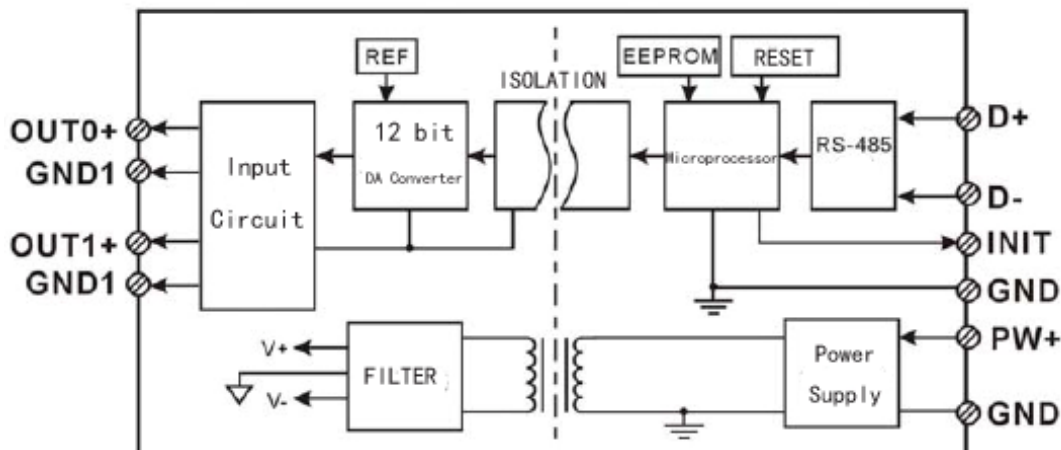 REF
EEPROM
RESET
ISOLATION
OUT0+
GND1
OUT1+
GND1
Input
Circuit
12 bit
DA Converter
Microprocessor
RS-485
D+
D-
INIT
GND
V+
V-
FILTER
Power
Supply
PW+
GND